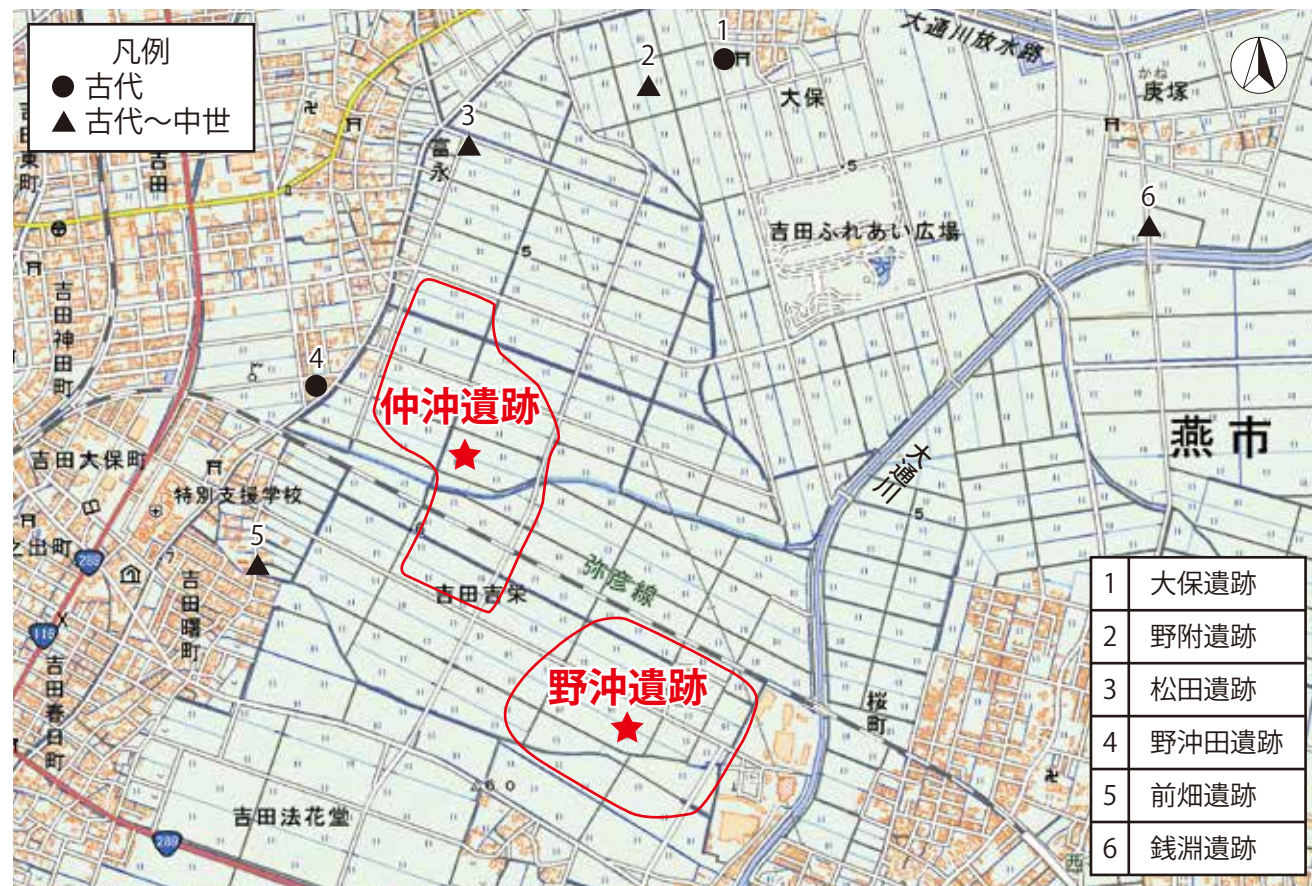 凡例
● 古代
▲ 古代～中世
1
2
3
4
5
6
大通川放水路
かね
庚塚
大保
富永
吉田
吉田ふれあい広場
吉田神田町
仲沖遺跡
燕市
大通川
吉田大保町
特別支援学校
之出町
289
吉田曙町
吉田吉栄
弥彦線
野沖遺跡
桜町
116
吉田春日町
吉田法花堂
289
西
1 大保遺跡
2 野附遺跡
3 松田遺跡
4 野沖田遺跡
5 前畑遺跡
6 銭淵遺跡